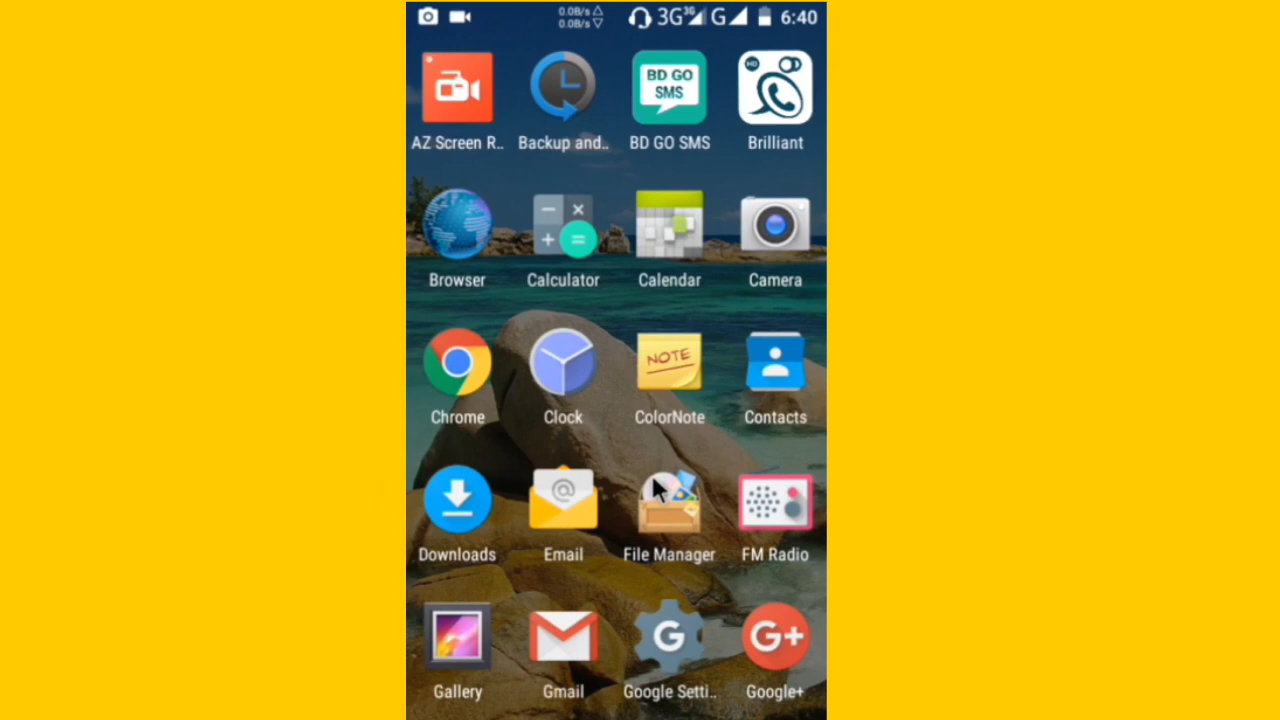 0.0B/s △ 3G 3G G 6:40
0.0B/s ▽
BD GO SMS HD
AZ Screen R.. Backup and.. BD GO SMS Brilliant
− × + =
Browser Calculator Calendar Camera
NOTE
Chrome Clock ColorNote Contacts
@
Downloads Email File Manager FM Radio
G G+
Gallery Gmail Google Setti.. Google+